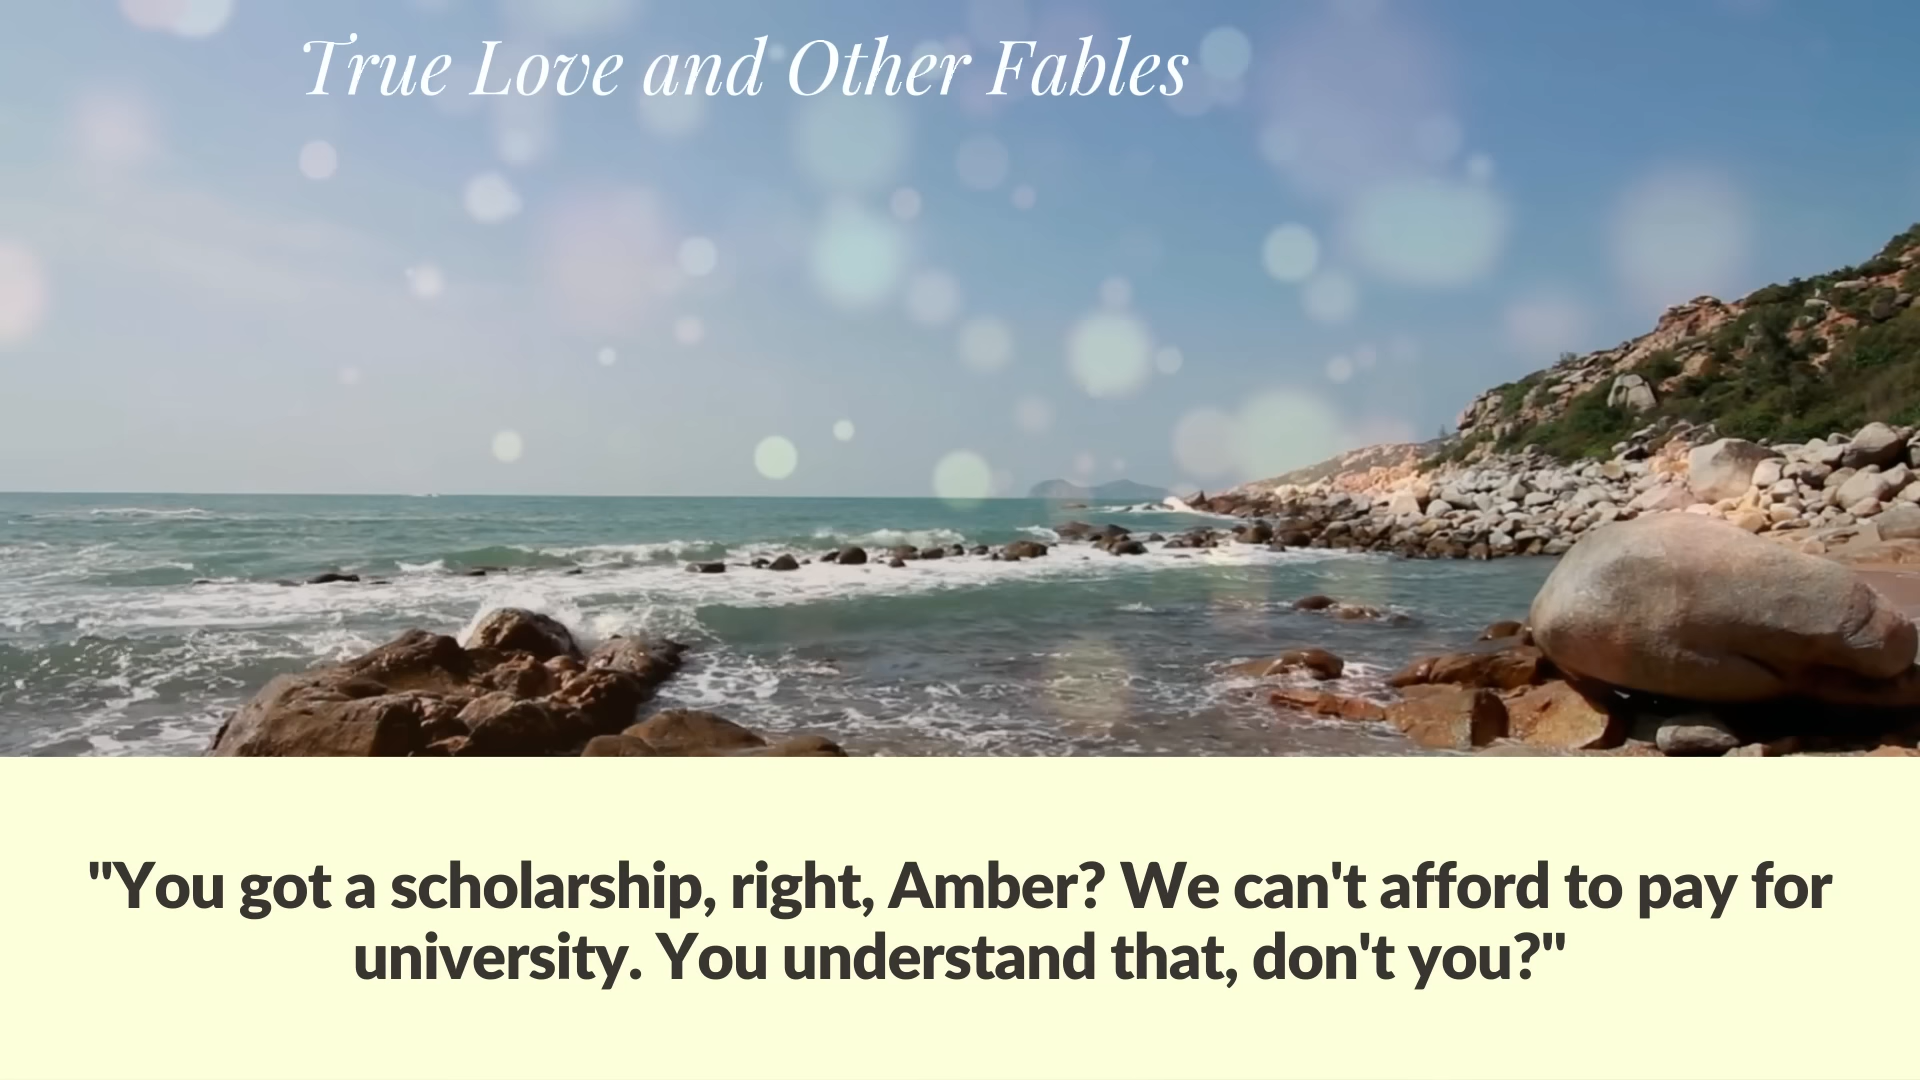 True Love and Other Fables
"You got a scholarship, right, Amber? We can't afford to pay for
university. You understand that, don't you?"